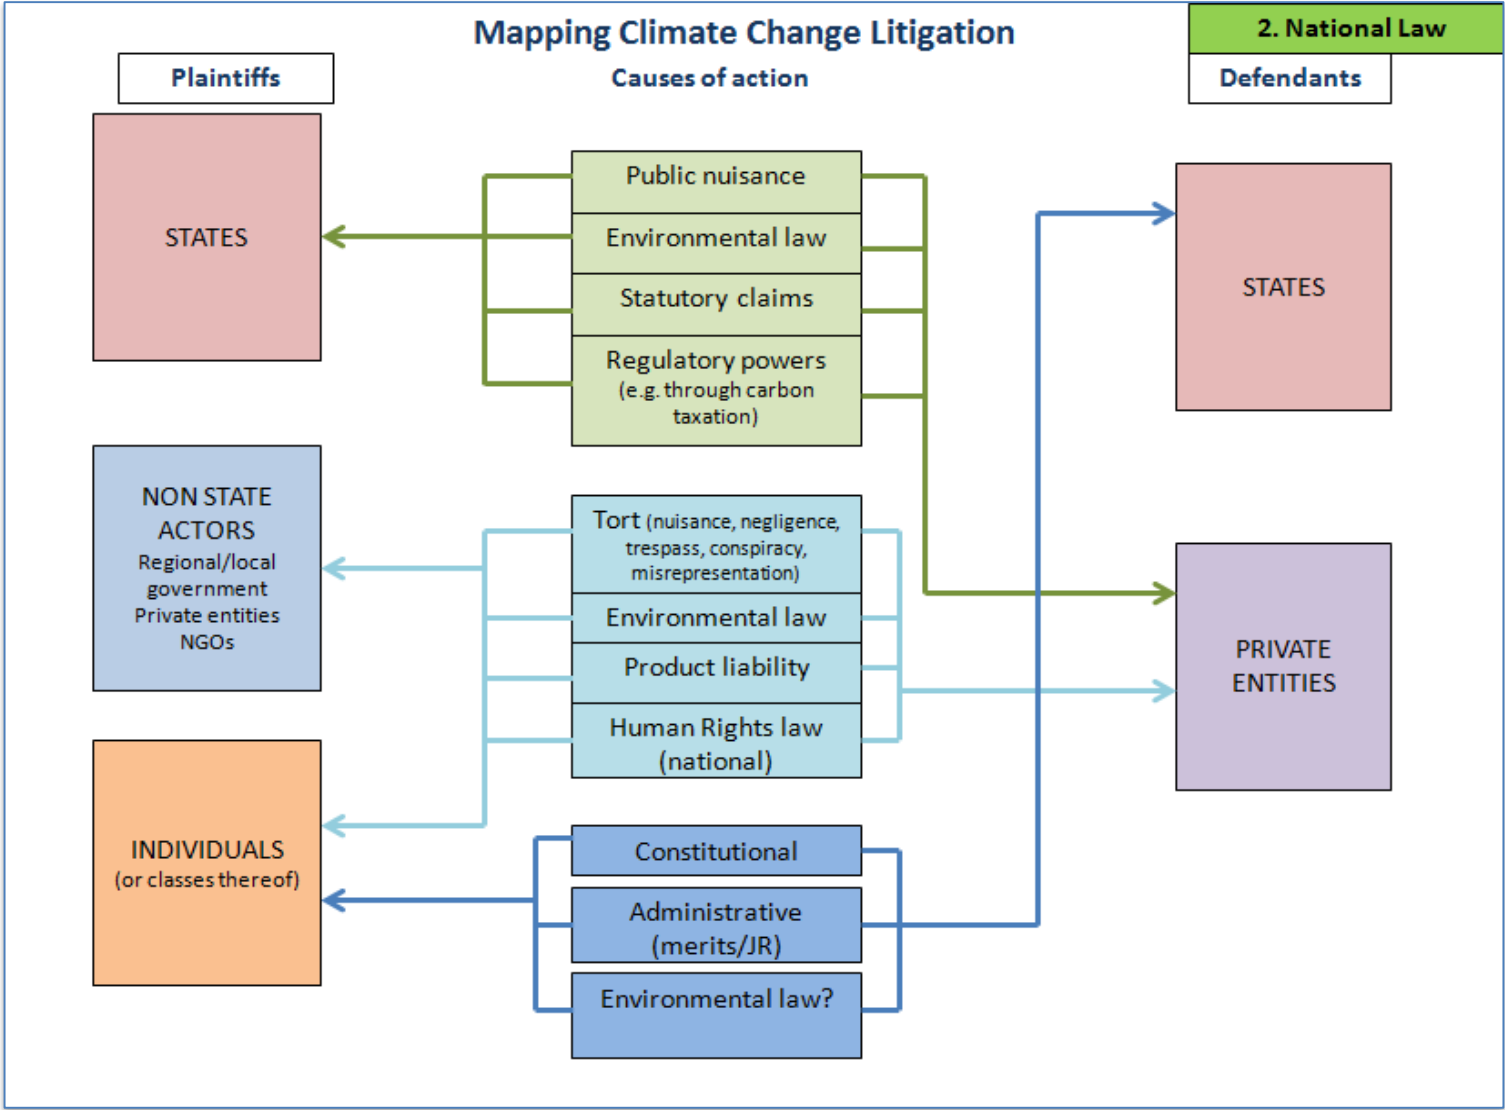 Mapping Climate Change Litigation
2. National Law
Plaintiffs
Causes of action
Defendants
STATES
Public nuisance
Environmental law
Statutory claims
Regulatory powers
(e.g. through carbon
taxation)
STATES
NON STATE
ACTORS
Regional/local
government
Private entities
NGOs
Tort (nuisance, negligence,
trespass, conspiracy,
misrepresentation)
Environmental law
Product liability
Human Rights law
(national)
PRIVATE
ENTITIES
INDIVIDUALS
(or classes thereof)
Constitutional
Administrative
(merits/JR)
Environmental law?